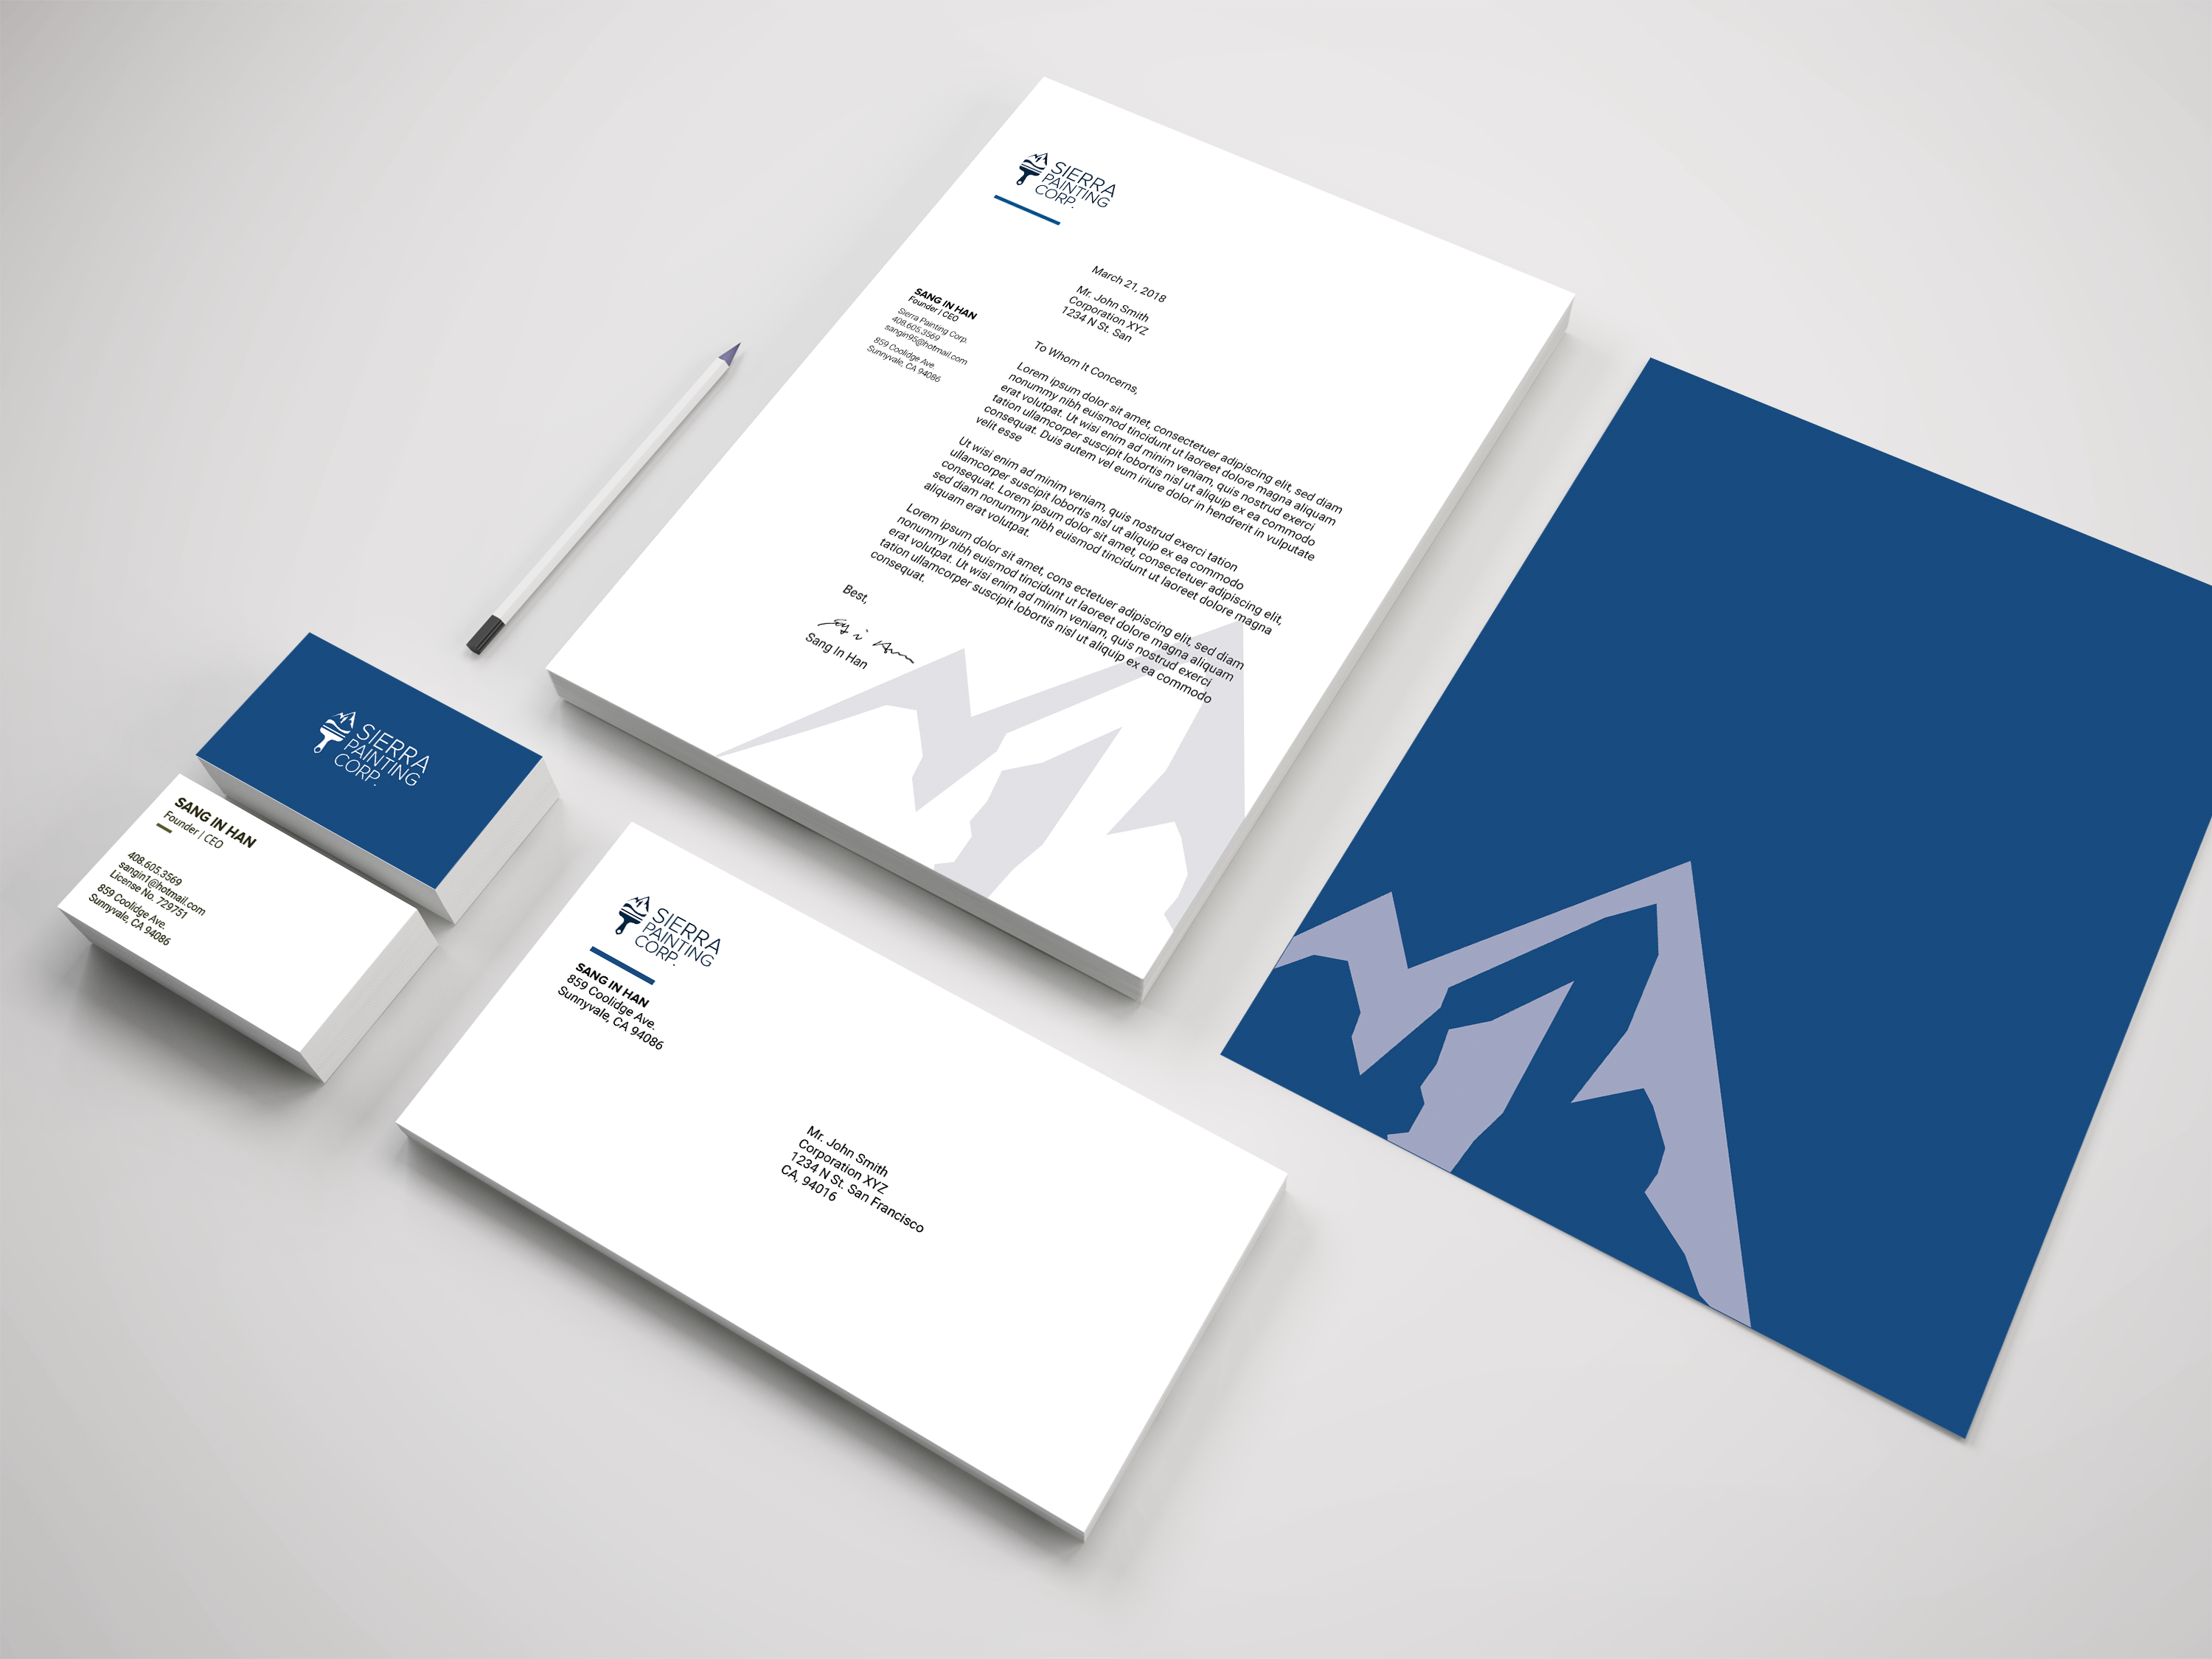 SIERRA
PAINTING
CORP.
March 21, 2018
Mr. John Smith
Corporation XYZ
1234 N St. San
SANG IN HAN
Founder | CEO
Sierra Painting Corp.
408.605.3569
sangin95@hotmail.com
859 Coolidge Ave.
Sunnyvale, CA 94086
To Whom It Concerns,
Lorem ipsum dolor sit amet, consectetuer adipiscing elit, sed diam
nonummy nibh euismod tincidunt ut laoreet dolore magna aliquam
erat volutpat. Ut wisi enim ad minim veniam, quis nostrud exerci
tation ullamcorper suscipit lobortis nisl ut aliquip ex ea commodo
consequat. Duis autem vel eum iriure dolor in hendrerit in vulputate
velit esse
Ut wisi enim ad minim veniam, quis nostrud exerci tation
ullamcorper suscipit lobortis nisl ut aliquip ex ea commodo
consequat. Lorem ipsum dolor sit amet, consectetuer adipiscing elit,
sed diam nonummy nibh euismod tincidunt ut laoreet dolore magna
aliquam erat volutpat.
Lorem ipsum dolor sit amet, cons ectetuer adipiscing elit, sed diam
nonummy nibh euismod tincidunt ut laoreet dolore magna aliquam
erat volutpat. Ut wisi enim ad minim veniam, quis nostrud exerci
tation ullamcorper suscipit lobortis nisl ut aliquip ex ea commodo
consequat.
Best,
Sang In Han
SIERRA
PAINTING
CORP.
SANG IN HAN
Founder | CEO
408.605.3569
sangin1@hotmail.com
License No. 729751
859 Coolidge Ave.
Sunnyvale, CA 94086
SIERRA
PAINTING
CORP.
SANG IN HAN
859 Coolidge Ave.
Sunnyvale, CA 94086
Mr. John Smith
Corporation XYZ
1234 N St. San Francisco
CA, 94016